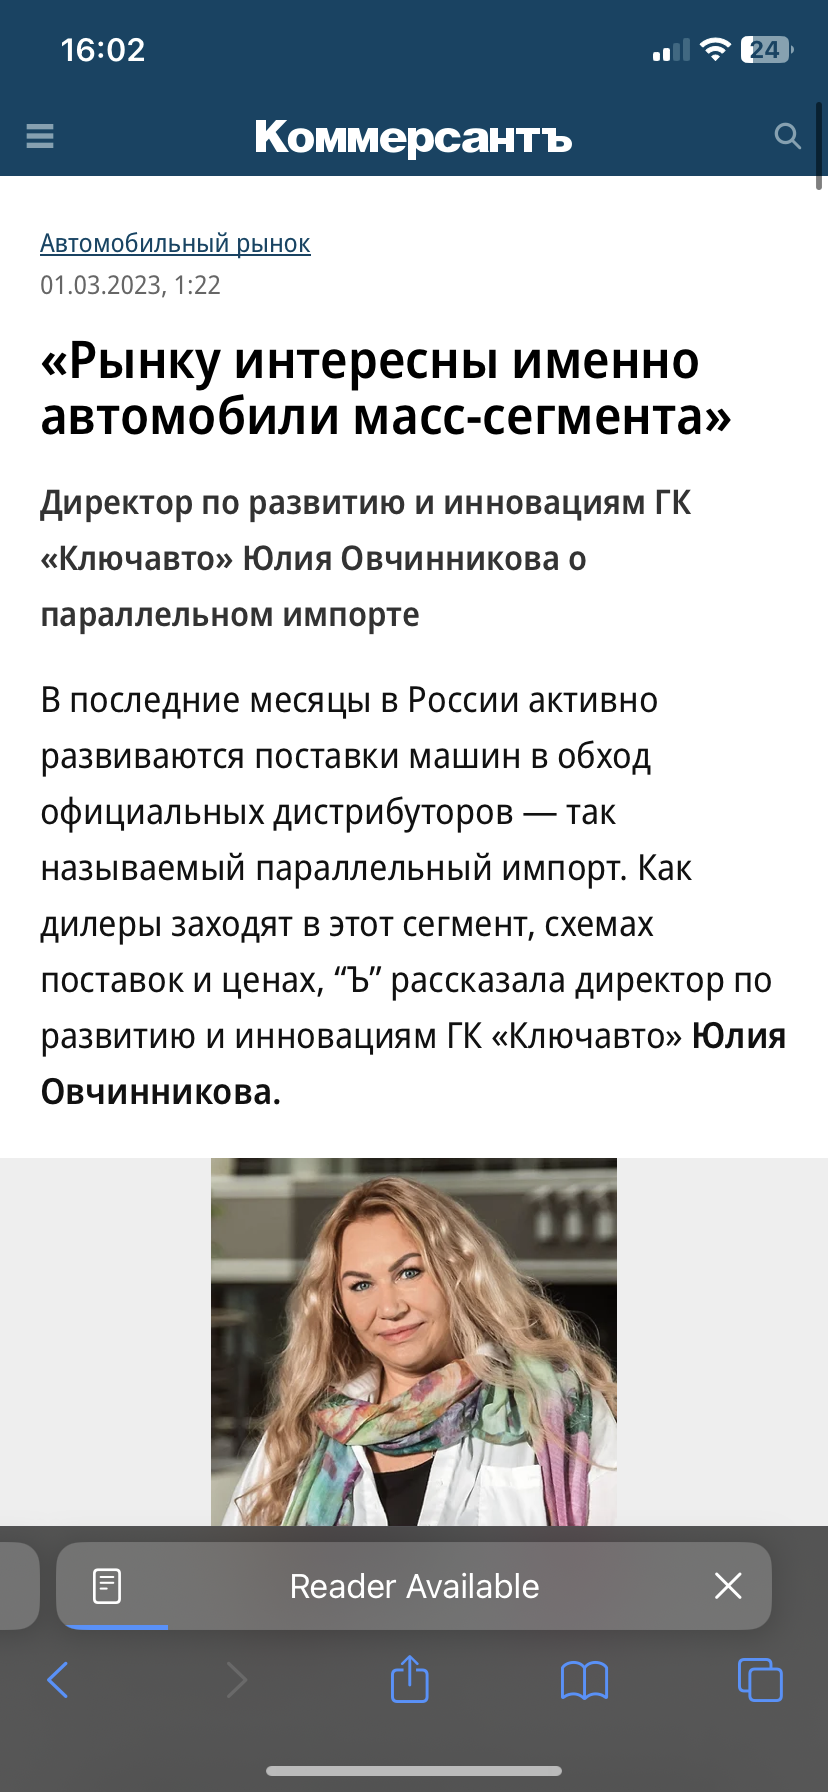 16:02
24
Коммерсантъ
Автомобильный рынок
01.03.2023, 1:22
«Рынку интересны именно
автомобили масс-сегмента»
Директор по развитию и инновациям ГК
«Ключавто» Юлия Овчинникова о
параллельном импорте
В последние месяцы в России активно
развиваются поставки машин в обход
официальных дистрибуторов — так
называемый параллельный импорт. Как
дилеры заходят в этот сегмент, схемах
поставок и ценах, “Ъ” рассказала директор по
развитию и инновациям ГК «Ключавто» Юлия
Овчинникова.
Reader Available